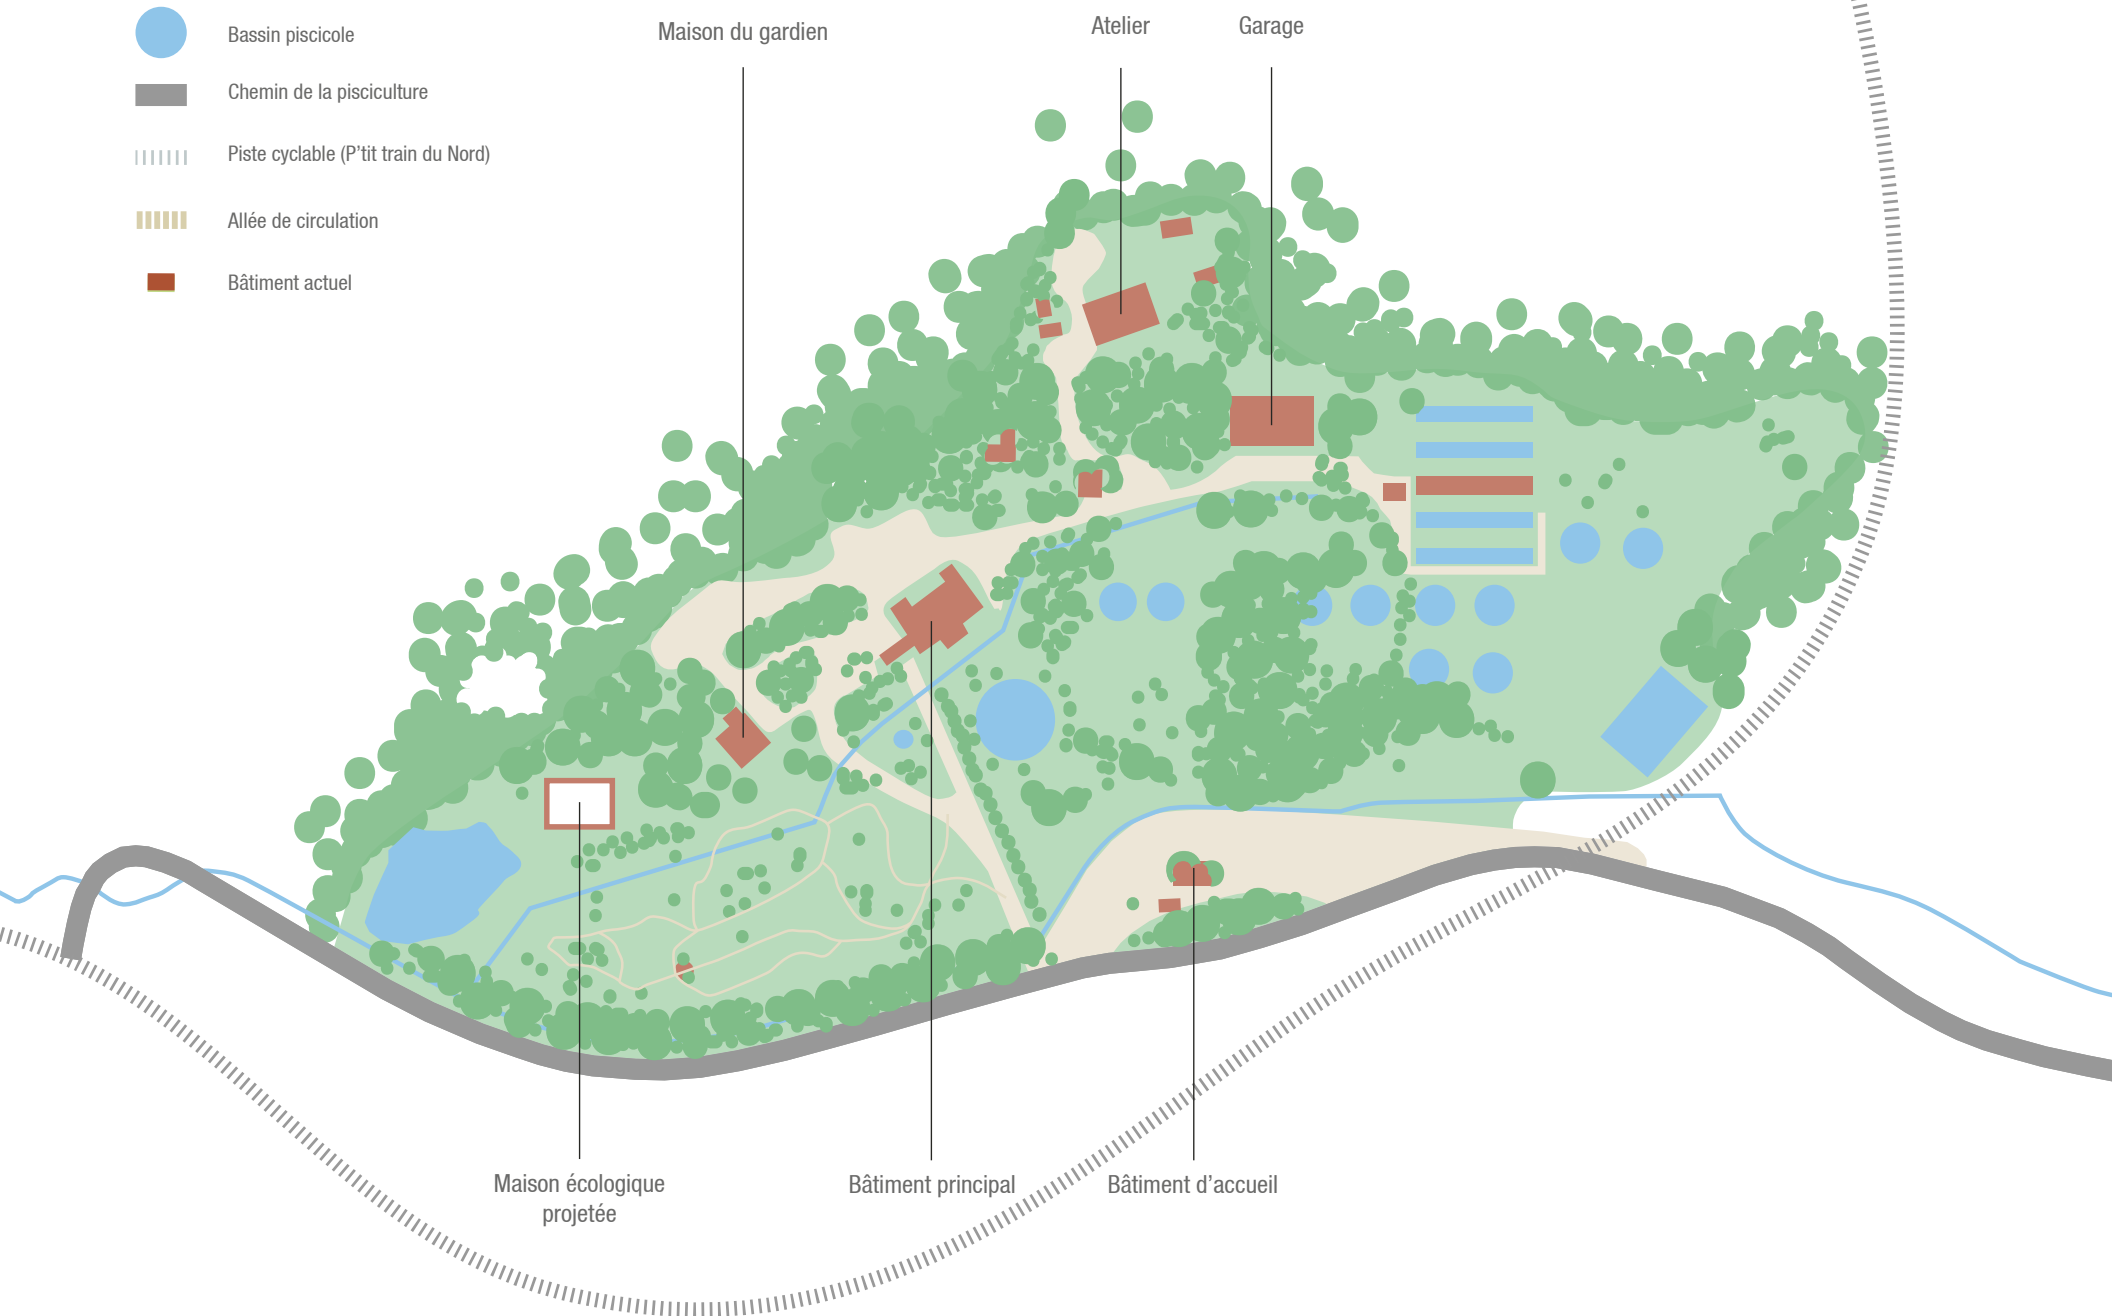 Bassin piscicole
Chemin de la pisciculture
Piste cyclable (P'tit train du Nord)
Allée de circulation
Bâtiment actuel
Maison du gardien
Atelier
Garage
Maison écologique
projetée
Bâtiment principal
Bâtiment d'accueil